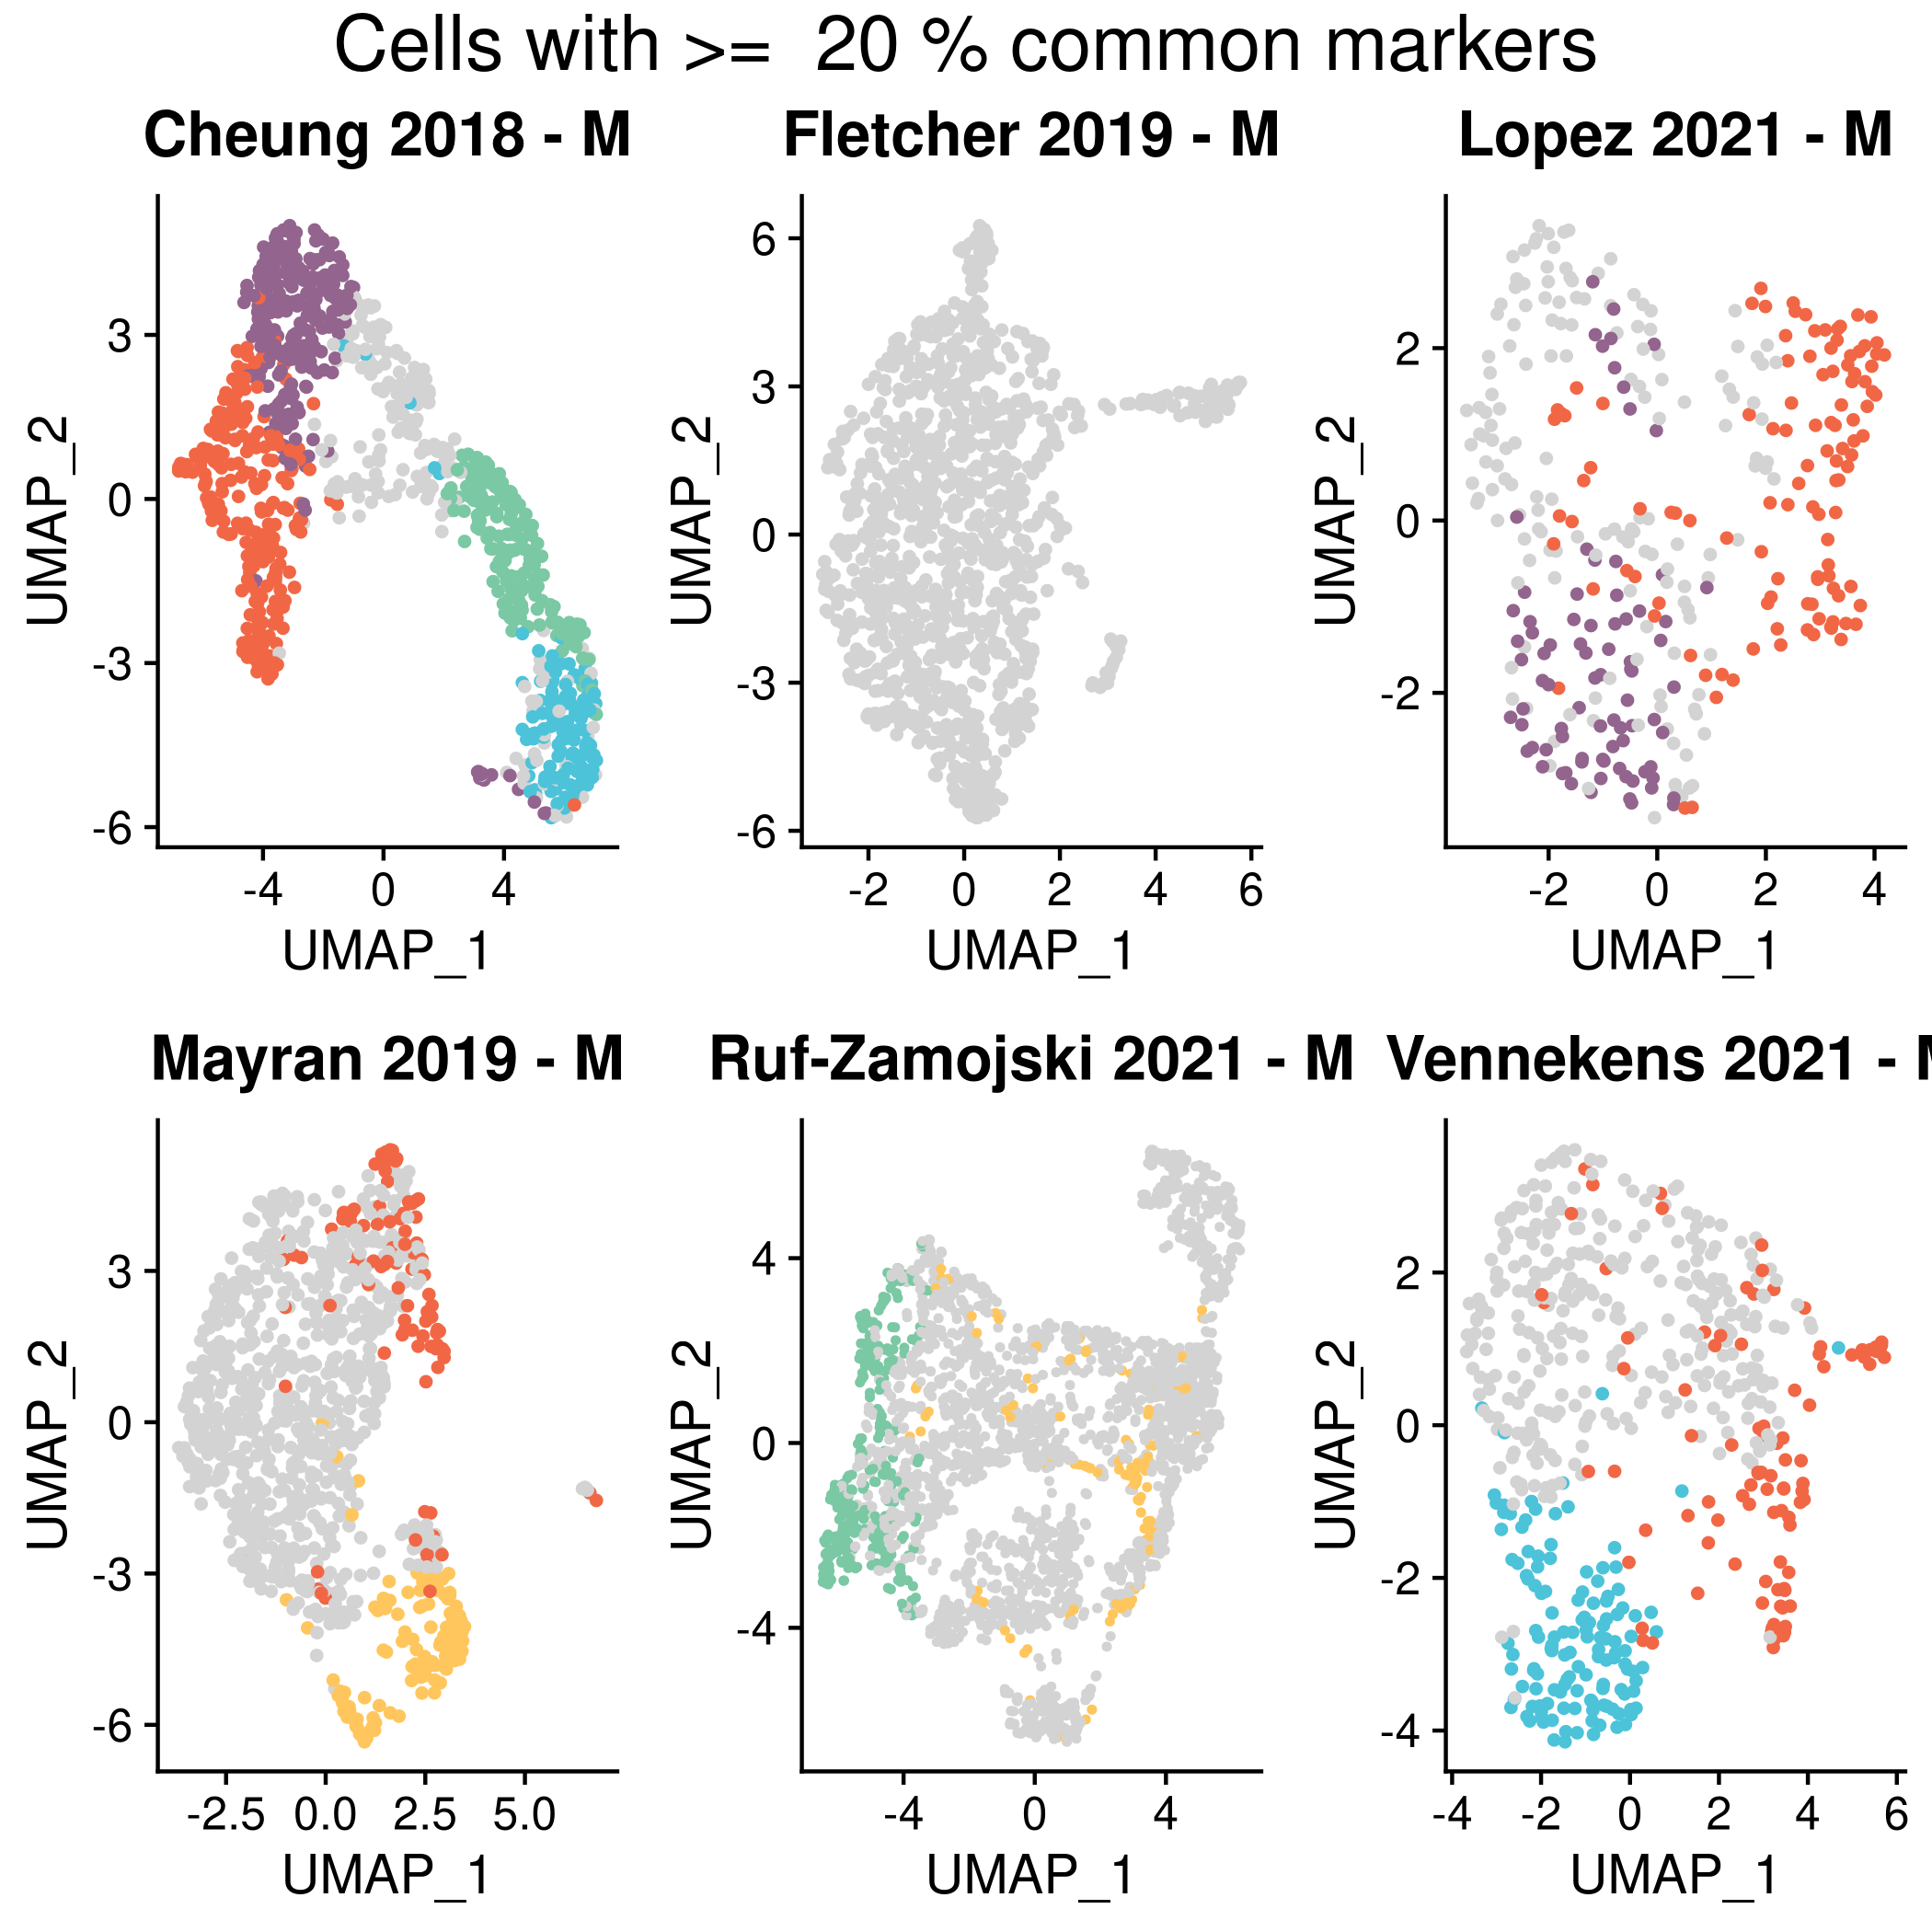 Cells with >=  20 % common markers
Cheung 2018 - M
Fletcher 2019 - M
Lopez 2021 - M
UMAP_2
3
0
-3
-6
-4
0
4
UMAP_1
UMAP_2
6
3
0
-3
-6
-2
0
2
4
6
UMAP_1
UMAP_2
2
0
-2
-2
0
2
4
UMAP_1
Mayran 2019 - M
Ruf-Zamojski 2021 - M
Vennekens 2021 - M
UMAP_2
3
0
-3
-6
-2.5
0.0
2.5
5.0
UMAP_1
UMAP_2
4
0
-4
-4
0
4
UMAP_1
UMAP_2
2
0
-2
-4
-4
-2
0
2
4
6
UMAP_1